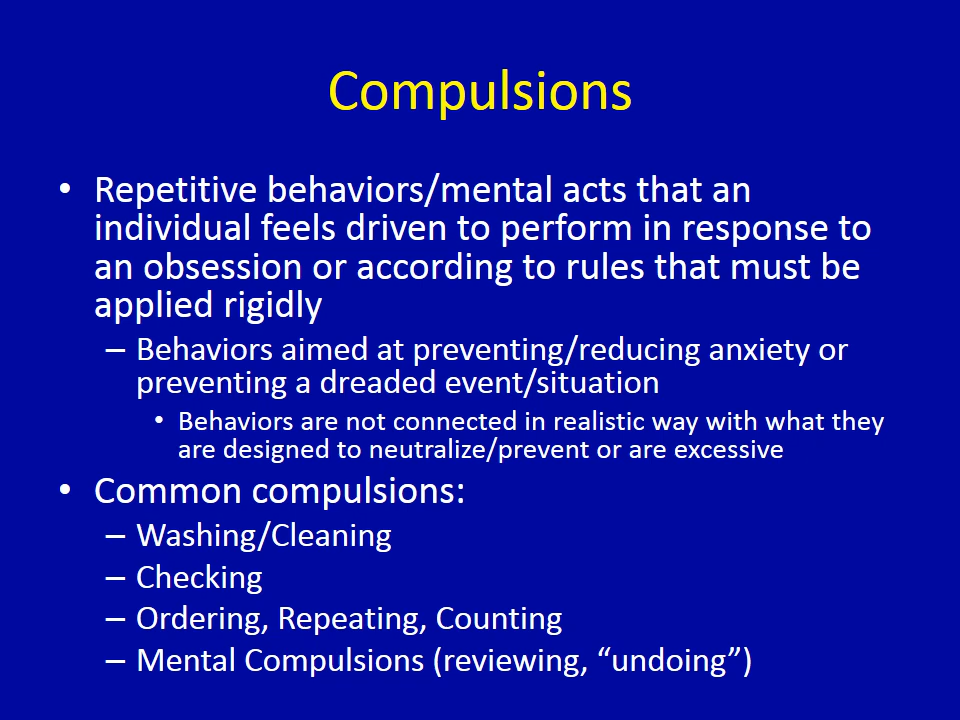 Compulsions
• Repetitive behaviors/mental acts that an
individual feels driven to perform in response to
an obsession or according to rules that must be
applied rigidly
– Behaviors aimed at preventing/reducing anxiety or
preventing a dreaded event/situation
• Behaviors are not connected in realistic way with what they
are designed to neutralize/prevent or are excessive
• Common compulsions:
– Washing/Cleaning
– Checking
– Ordering, Repeating, Counting
– Mental Compulsions (reviewing, “undoing”)